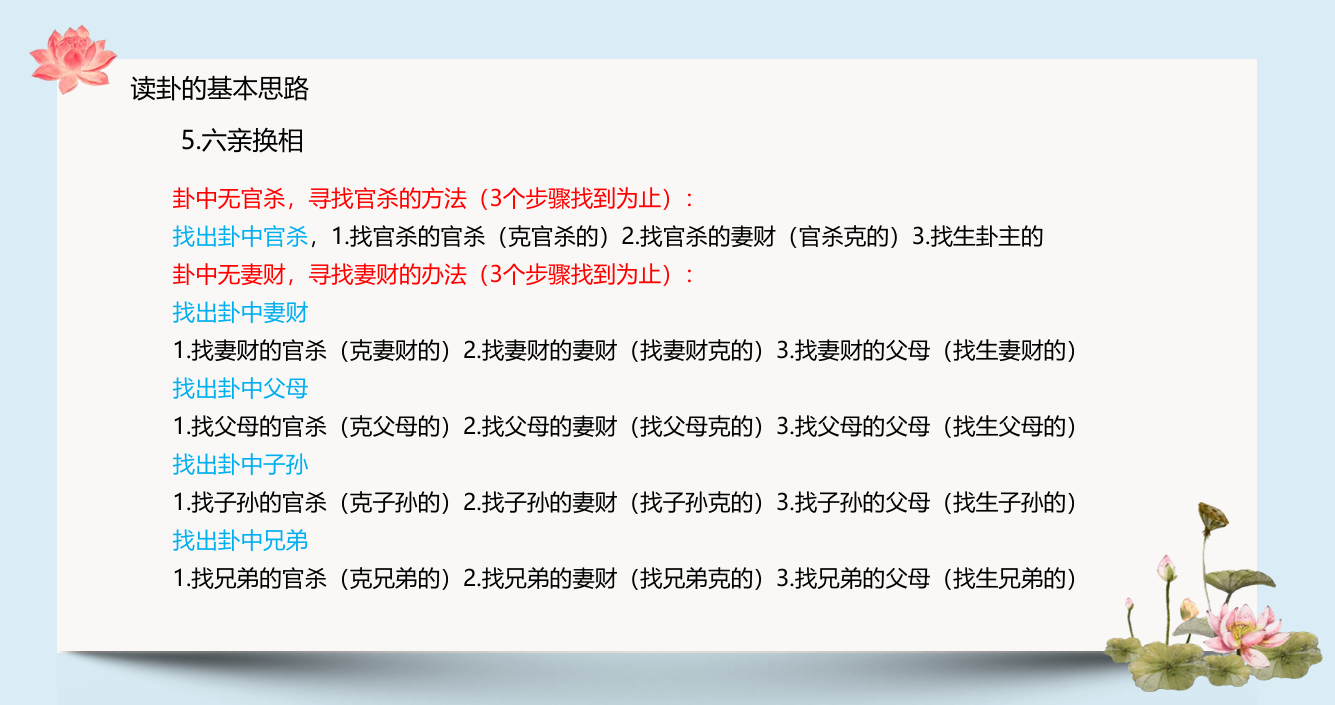 读卦的基本思路
5.六亲换相
卦中无官杀，寻找官杀的方法（3个步骤找到为止）：
找出卦中官杀，1.找官杀的官杀（克官杀的）2.找官杀的妻财（官杀克的）3.找生卦主的
卦中无妻财，寻找妻财的办法（3个步骤找到为止）：
找出卦中妻财
1.找妻财的官杀（克妻财的）2.找妻财的妻财（找妻财克的）3.找妻财的父母（找生妻财的）
找出卦中父母
1.找父母的官杀（克父母的）2.找父母的妻财（找父母克的）3.找父母的父母（找生父母的）
找出卦中子孙
1.找子孙的官杀（克子孙的）2.找子孙的妻财（找子孙克的）3.找子孙的父母（找生子孙的）
找出卦中兄弟
1.找兄弟的官杀（克兄弟的）2.找兄弟的妻财（找兄弟克的）3.找兄弟的父母（找生兄弟的）